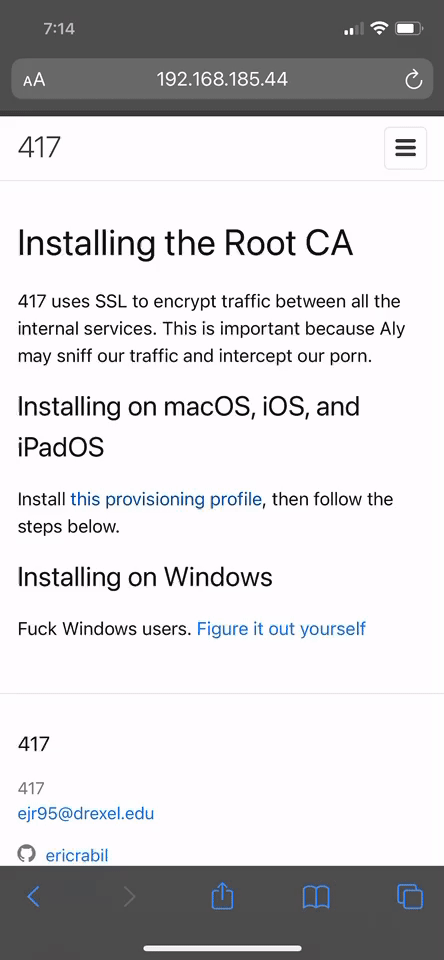 7:14
AA 192.168.185.44
417
Installing the Root CA
417 uses SSL to encrypt traffic between all the
internal services. This is important because Aly
may sniff our traffic and intercept our porn.
Installing on macOS, iOS, and
iPadOS
Install this provisioning profile, then follow the
steps below.
Installing on Windows
Fuck Windows users. Figure it out yourself
417
417
ejr95@drexel.edu
ericrabil